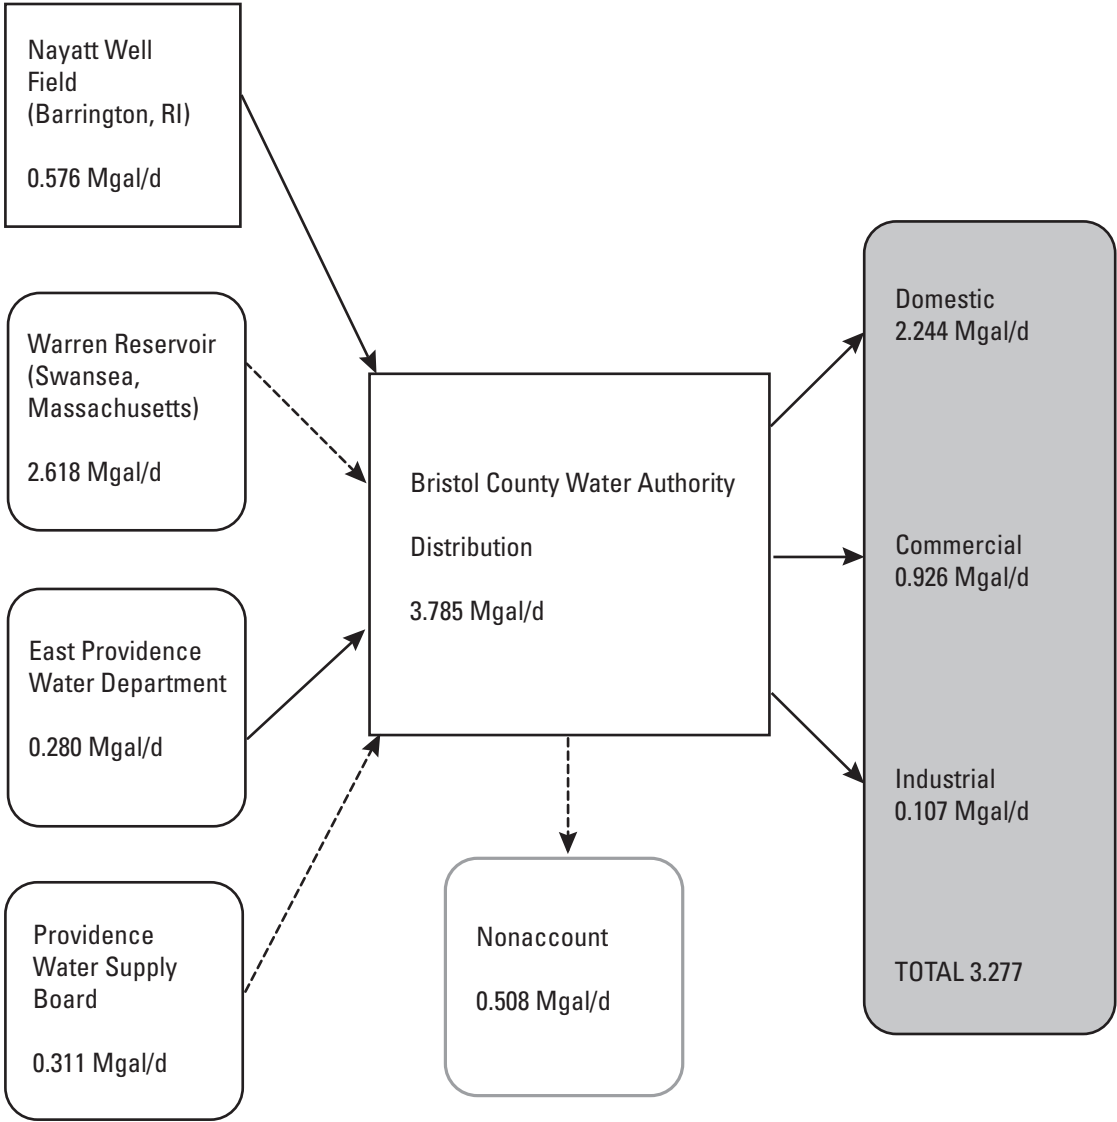 Nayatt Well
Field
(Barrington, RI)
0.576 Mgal/d
Warren Reservoir
(Swansea,
Massachusetts)
2.618 Mgal/d
East Providence
Water Department
0.280 Mgal/d
Providence
Water Supply
Board
0.311 Mgal/d
Bristol County Water Authority
Distribution
3.785 Mgal/d
Nonaccount
0.508 Mgal/d
Domestic
2.244 Mgal/d
Commercial
0.926 Mgal/d
Industrial
0.107 Mgal/d
TOTAL 3.277